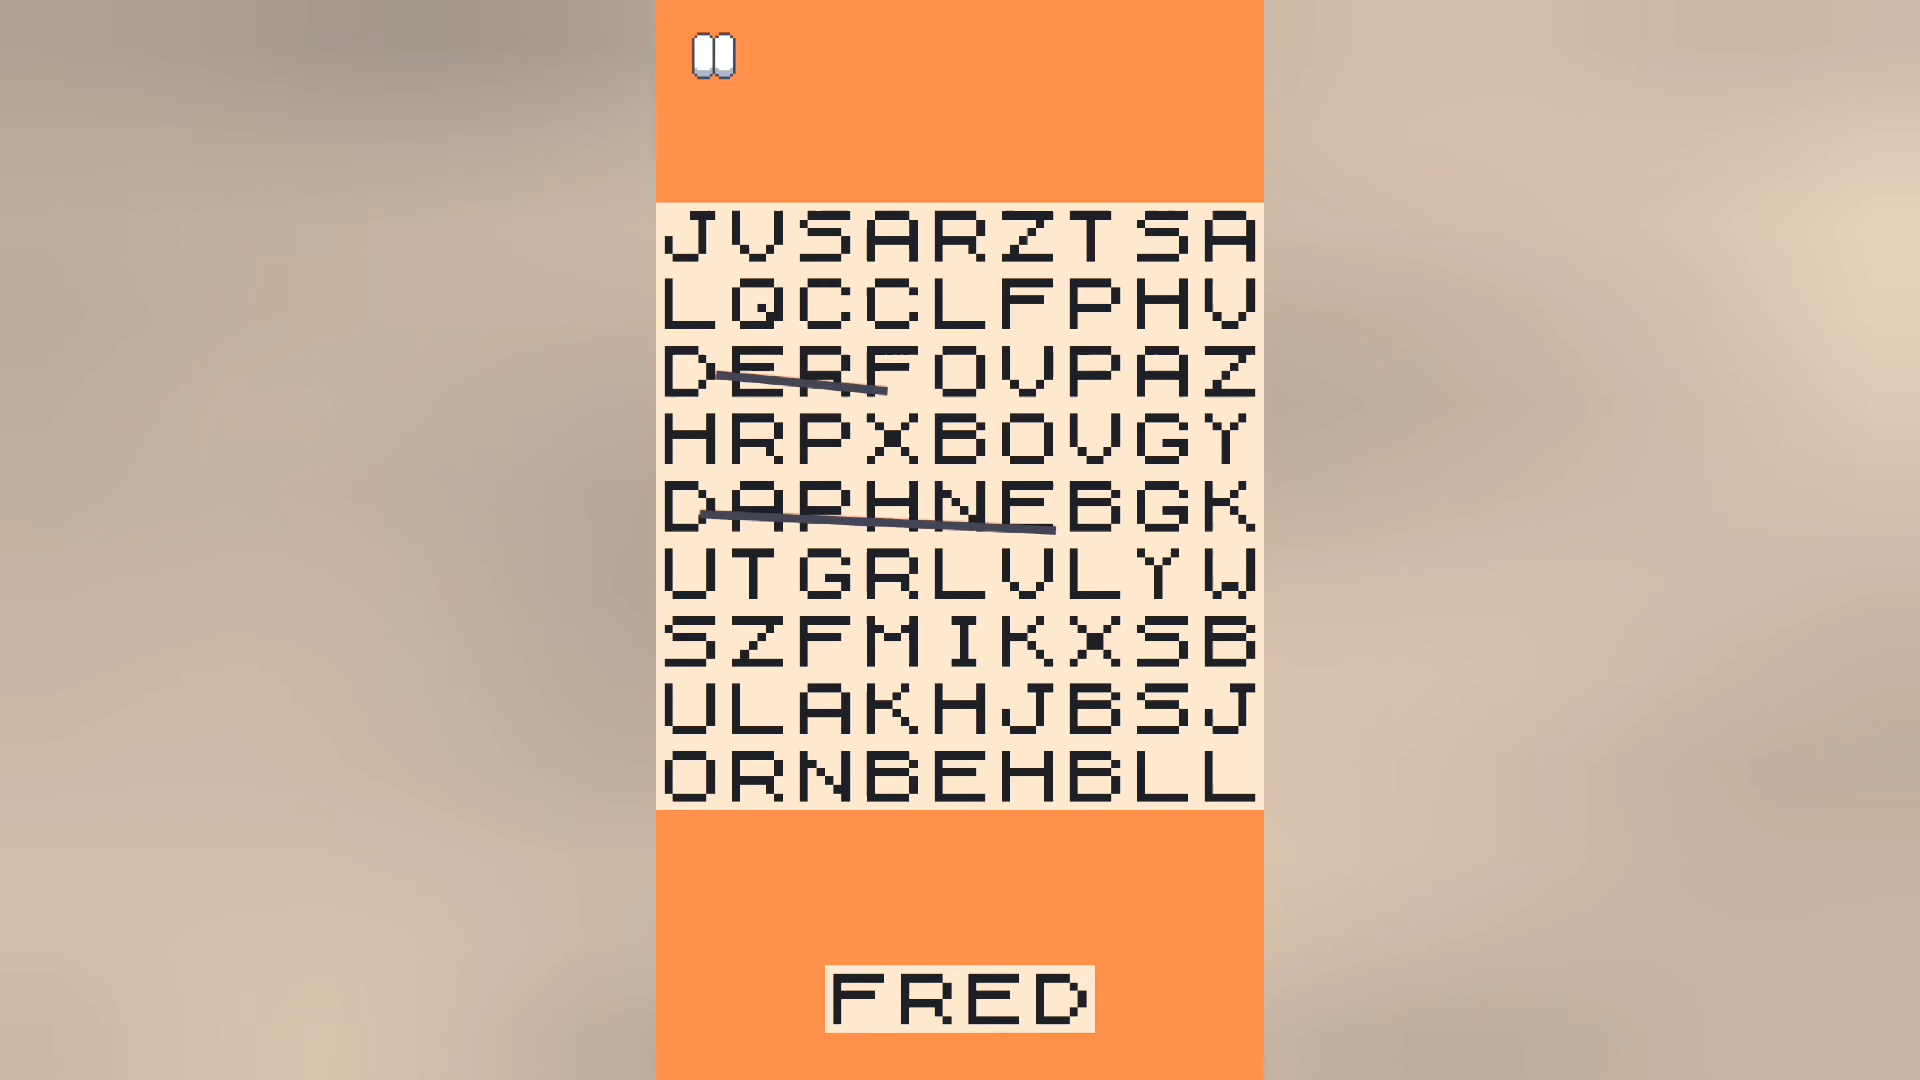 JVSARZTSA
LQCCLFPHV
DERFOVPAZ
HRPXBOVGY
DAPHNEBGK
UTGRLVLYW
SZFMIKXSB
ULAKHJBSJ
ORNBEHBLL
FRED